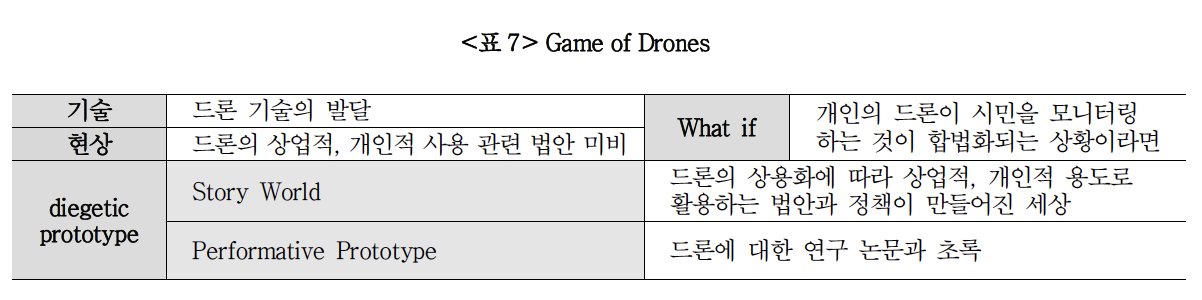 <표 7> Game of Drones
기술
드론 기술의 발달
현상
드론의 상업적, 개인적 사용 관련 법안 미비
What if
개인의 드론이 시민을 모니터링
하는 것이 합법화되는 상황이라면
diegetic
prototype
Story World
드론의 상용화에 따라 상업적, 개인적 용도로
활용하는 법안과 정책이 만들어진 세상
Performative Prototype
드론에 대한 연구 논문과 초록